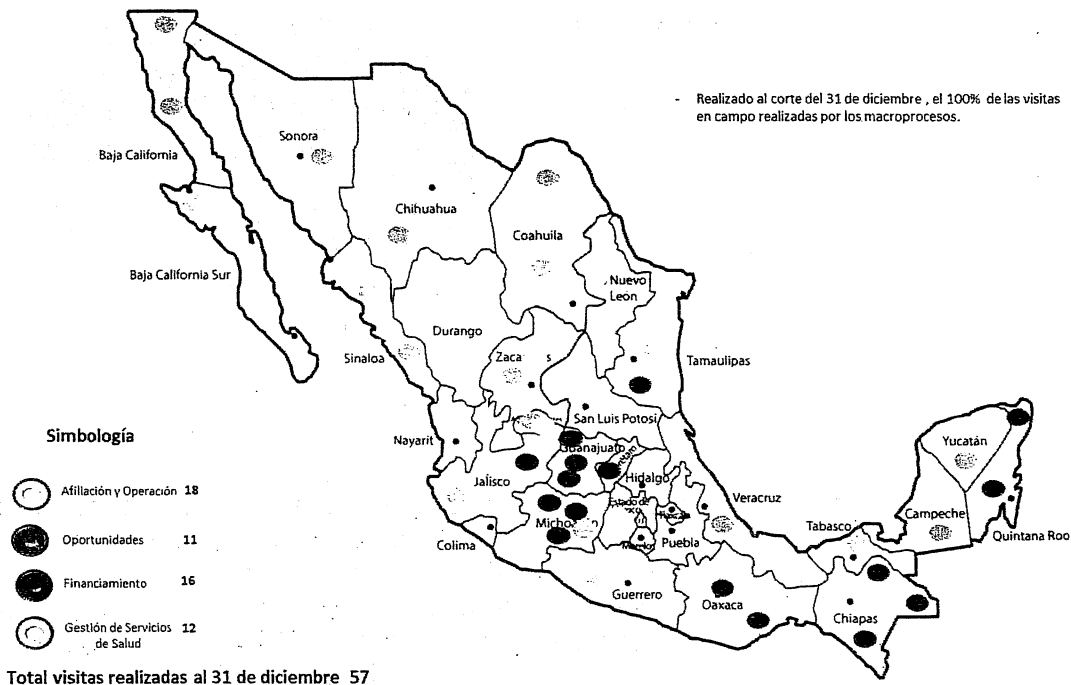 - Realizado al corte del 31 de diciembre , el 100% de las visitas
en campo realizadas por los macroprocesos.
Sonora
Baja California
Chihuahua
Coahuila
Baja California Sur
Nuevo
León
Durango
Sinaloa
Zaca s
Tamaulipas
San Luis Potosí
Nayarit
Guanajuato
Yucatán
Hidalgo
Jalisco
Veracruz
Campeche
Tabasco
Quintana Roo
Colima
Puebla
Guerrero
Oaxaca
Chiapas
Simbología
Afiliación y Operación 18
Oportunidades 11
Financiamiento 16
Gestión de Servicios 12
de Salud
Total visitas realizadas al 31 de diciembre 57